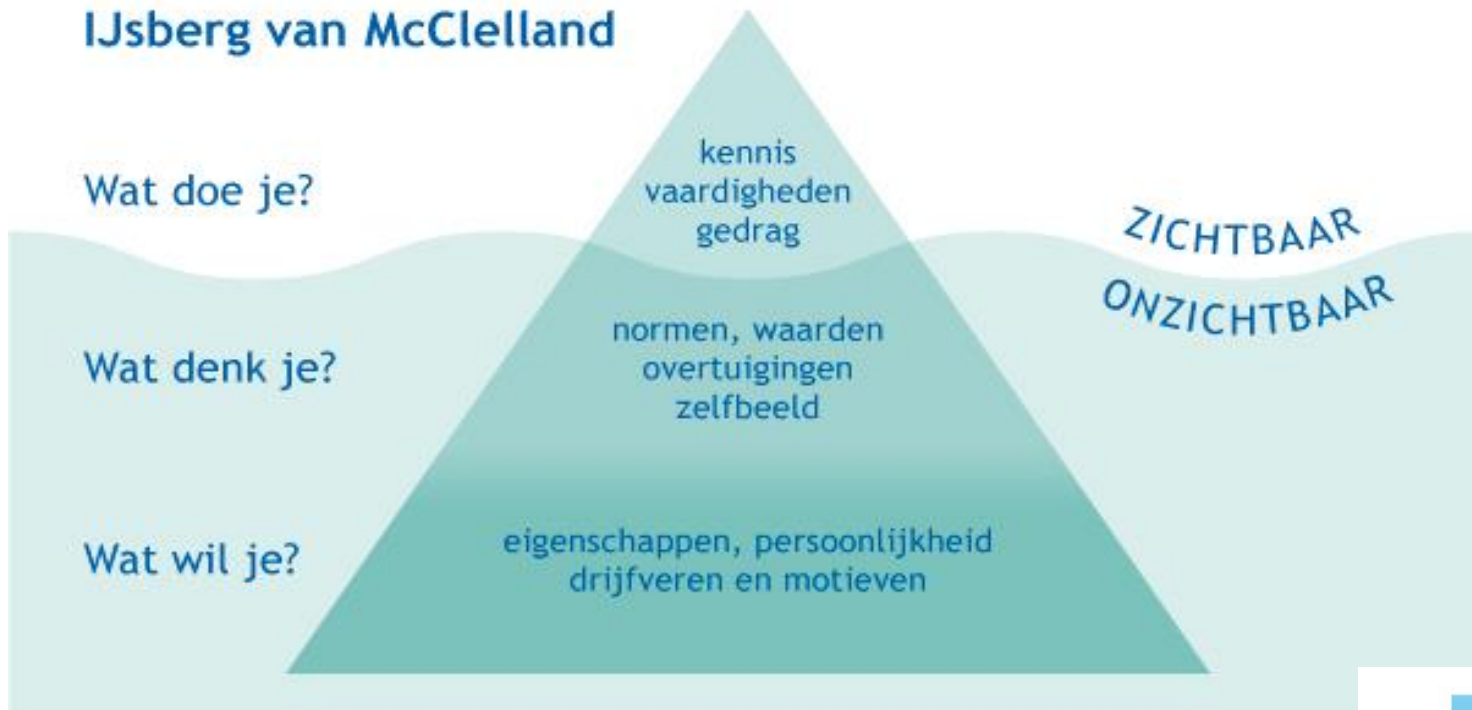 IJsberg van McClelland
Wat doe je?
kennis
vaardigheden
gedrag
ZICHTBAAR
ONZICHTBAAR
Wat denk je?
normen, waarden
overtuigingen
zelfbeeld
Wat wil je?
eigenschappen, persoonlijkheid
drijfveren en motieven